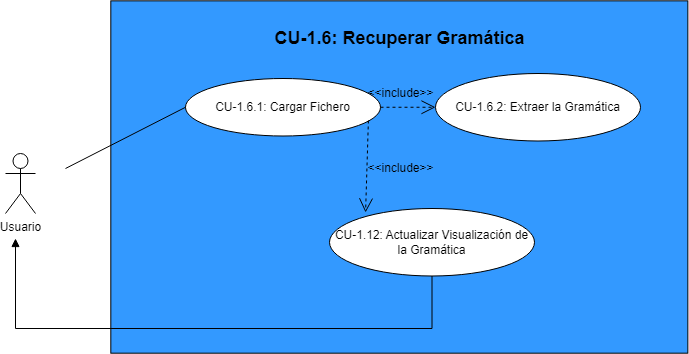 CU-1.6: Recuperar Gramática
<<include>>
CU-1.6.1: Cargar Fichero
CU-1.6.2: Extraer la Gramática
<<include>>
Usuario
CU-1.12: Actualizar Visualización de
la Gramática